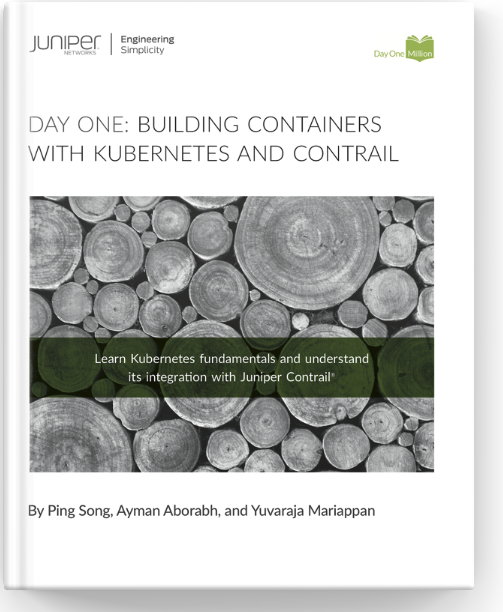 JUNIPER
NETWORKS
Engineering
Simplicity
Day One Million
DAY ONE: BUILDING CONTAINERS
WITH KUBERNETES AND CONTRAIL
Learn Kubernetes fundamentals and understand
its integration with Juniper Contrail®
By Ping Song, Ayman Aborabh, and Yuvaraja Mariappan